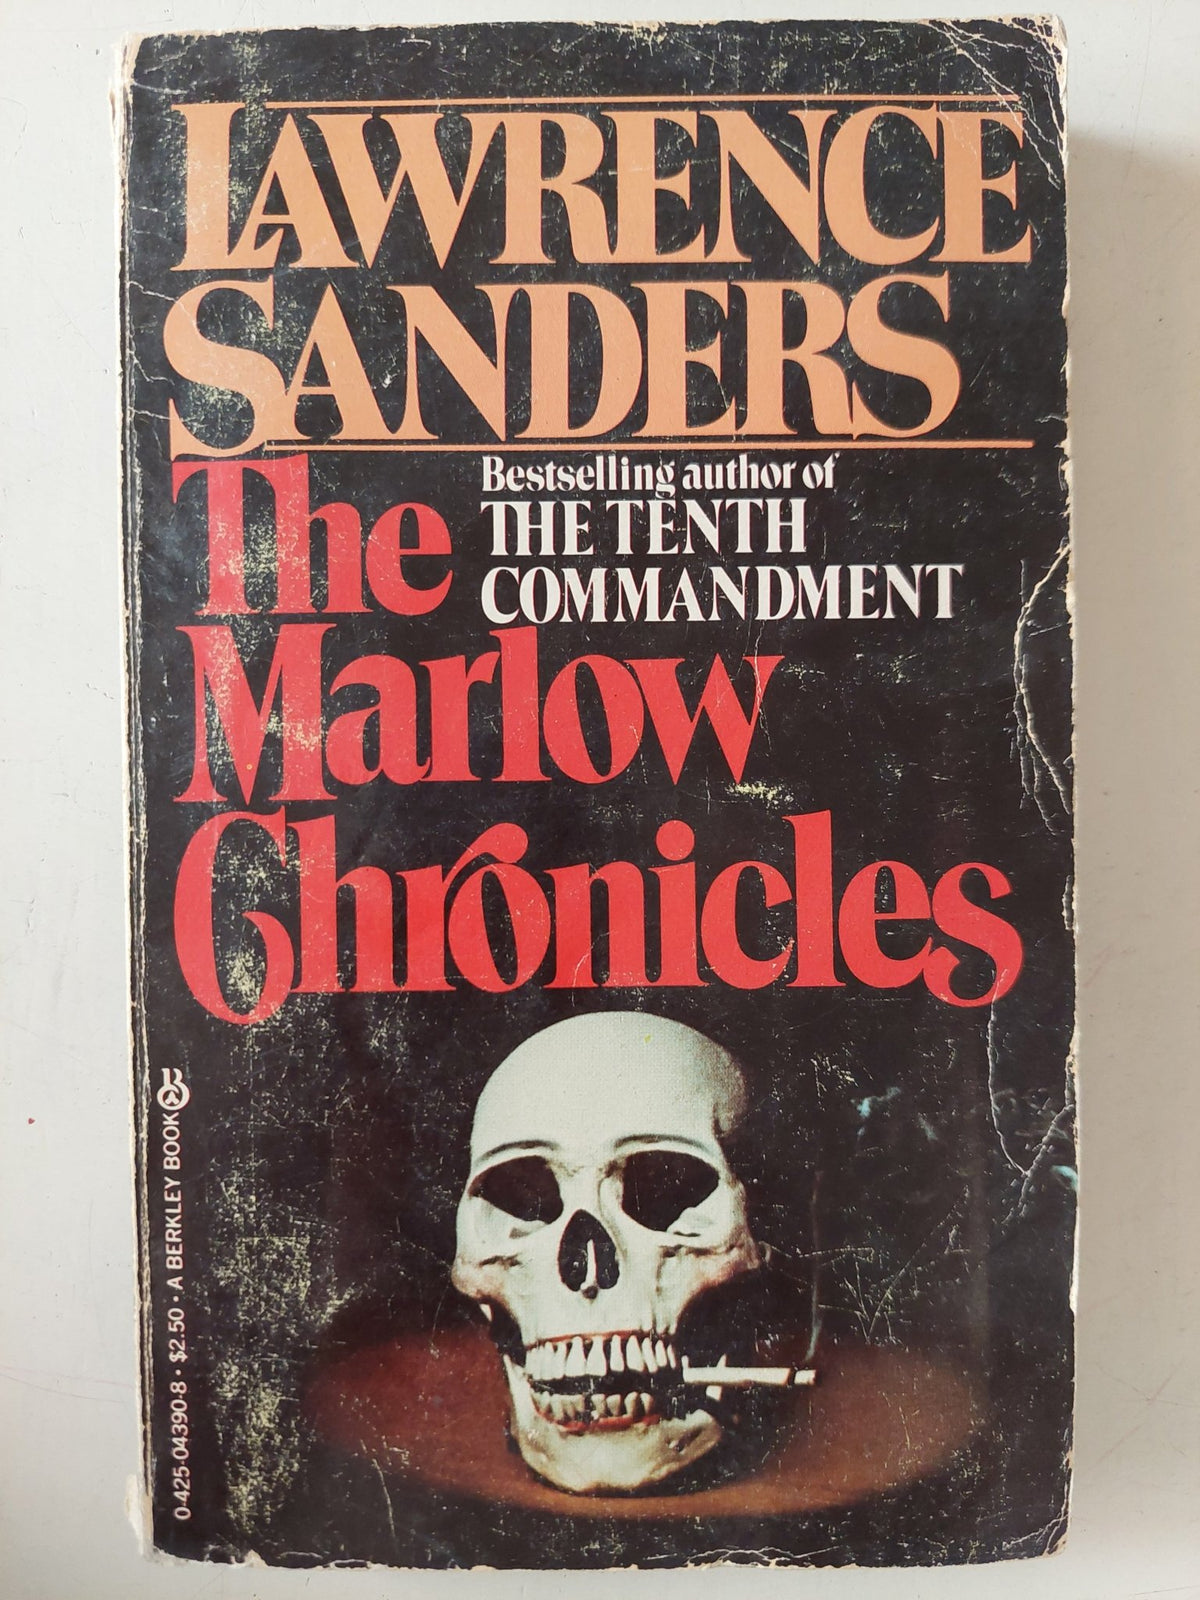 LAWRENCE
SANDERS
Bestselling author of
THE TENTH
COMMANDMENT
The
Marlow
Chronicles
0-425-04390-8 • $2.50 • A BERKLEY BOOK